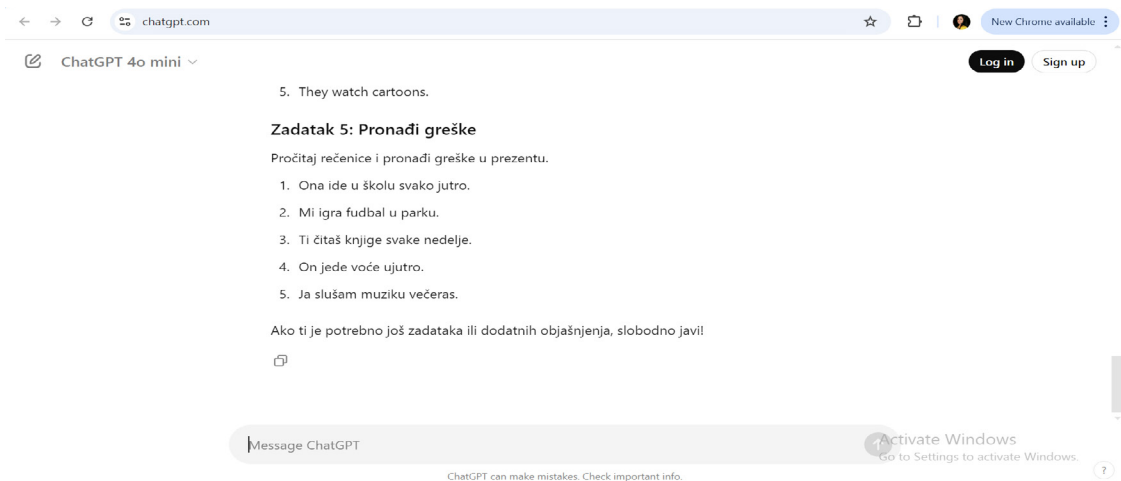 chatgpt.com
New Chrome available
ChatGPT 4o mini
Log in
Sign up
5. They watch cartoons.
Zadatak 5: Pronađi greške
Pročitaj rečenice i pronađi greške u prezentu.
1. Ona ide u školu svako jutro.
2. Mi igra fudbal u parku.
3. Ti čitaš knjige svake nedelje.
4. On jede voće ujutro.
5. Ja slušam muziku večeras.
Ako ti je potrebno još zadataka ili dodatnih objašnjenja, slobodno javi!
Message ChatGPT
Activate Windows
Go to Settings to activate Windows.
ChatGPT can make mistakes. Check important info.
?